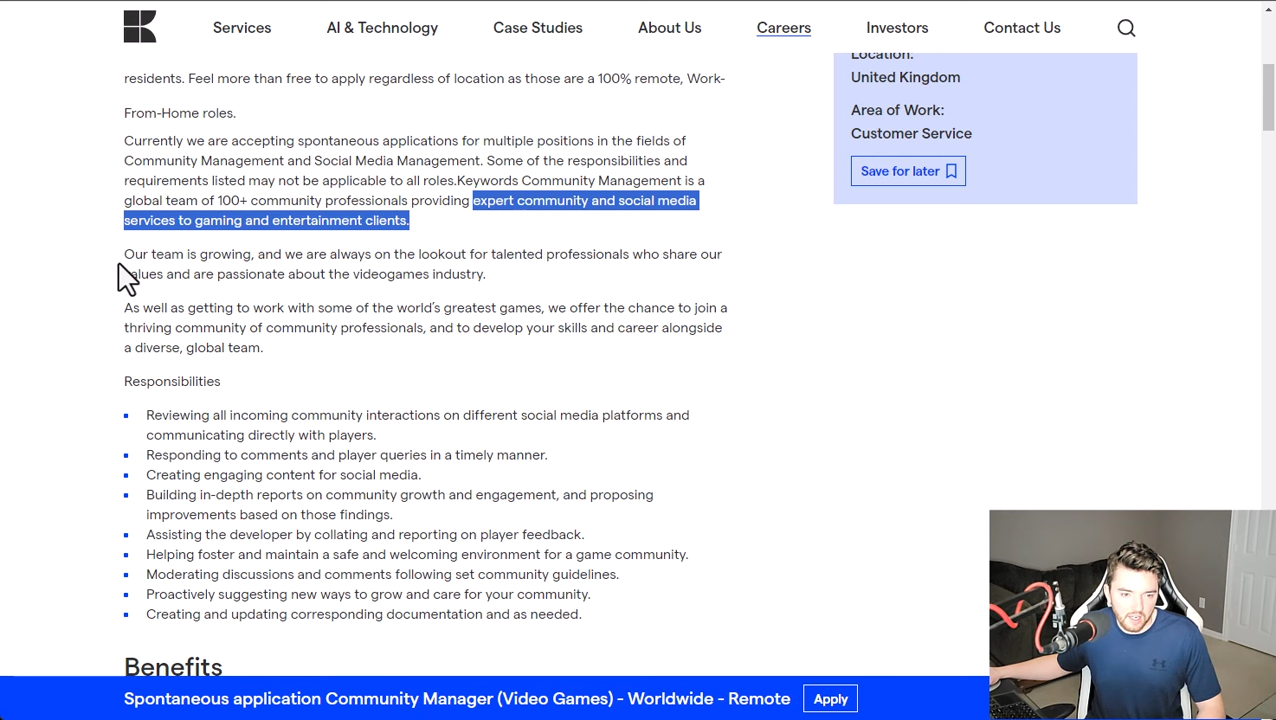 Services AI & Technology Case Studies About Us Careers Investors Contact Us
residents. Feel more than free to apply regardless of location as those are a 100% remote, Work-
From-Home roles.
Currently we are accepting spontaneous applications for multiple positions in the fields of
Community Management and Social Media Management. Some of the responsibilities and
requirements listed may not be applicable to all roles.Keywords Community Management is a
global team of 100+ community professionals providing expert community and social media
services to gaming and entertainment clients.
Our team is growing, and we are always on the lookout for talented professionals who share our
values and are passionate about the videogames industry.
As well as getting to work with some of the world's greatest games, we offer the chance to join a
thriving community of community professionals, and to develop your skills and career alongside
a diverse, global team.
Responsibilities
Reviewing all incoming community interactions on different social media platforms and
communicating directly with players.
Responding to comments and player queries in a timely manner.
Creating engaging content for social media.
Building in-depth reports on community growth and engagement, and proposing
improvements based on those findings.
Assisting the developer by collating and reporting on player feedback.
Helping foster and maintain a safe and welcoming environment for a game community.
Moderating discussions and comments following set community guidelines.
Proactively suggesting new ways to grow and care for your community.
Creating and updating corresponding documentation and as needed.
Benefits
Location:
United Kingdom
Area of Work:
Customer Service
Save for later
Spontaneous application Community Manager (Video Games) - Worldwide - Remote Apply